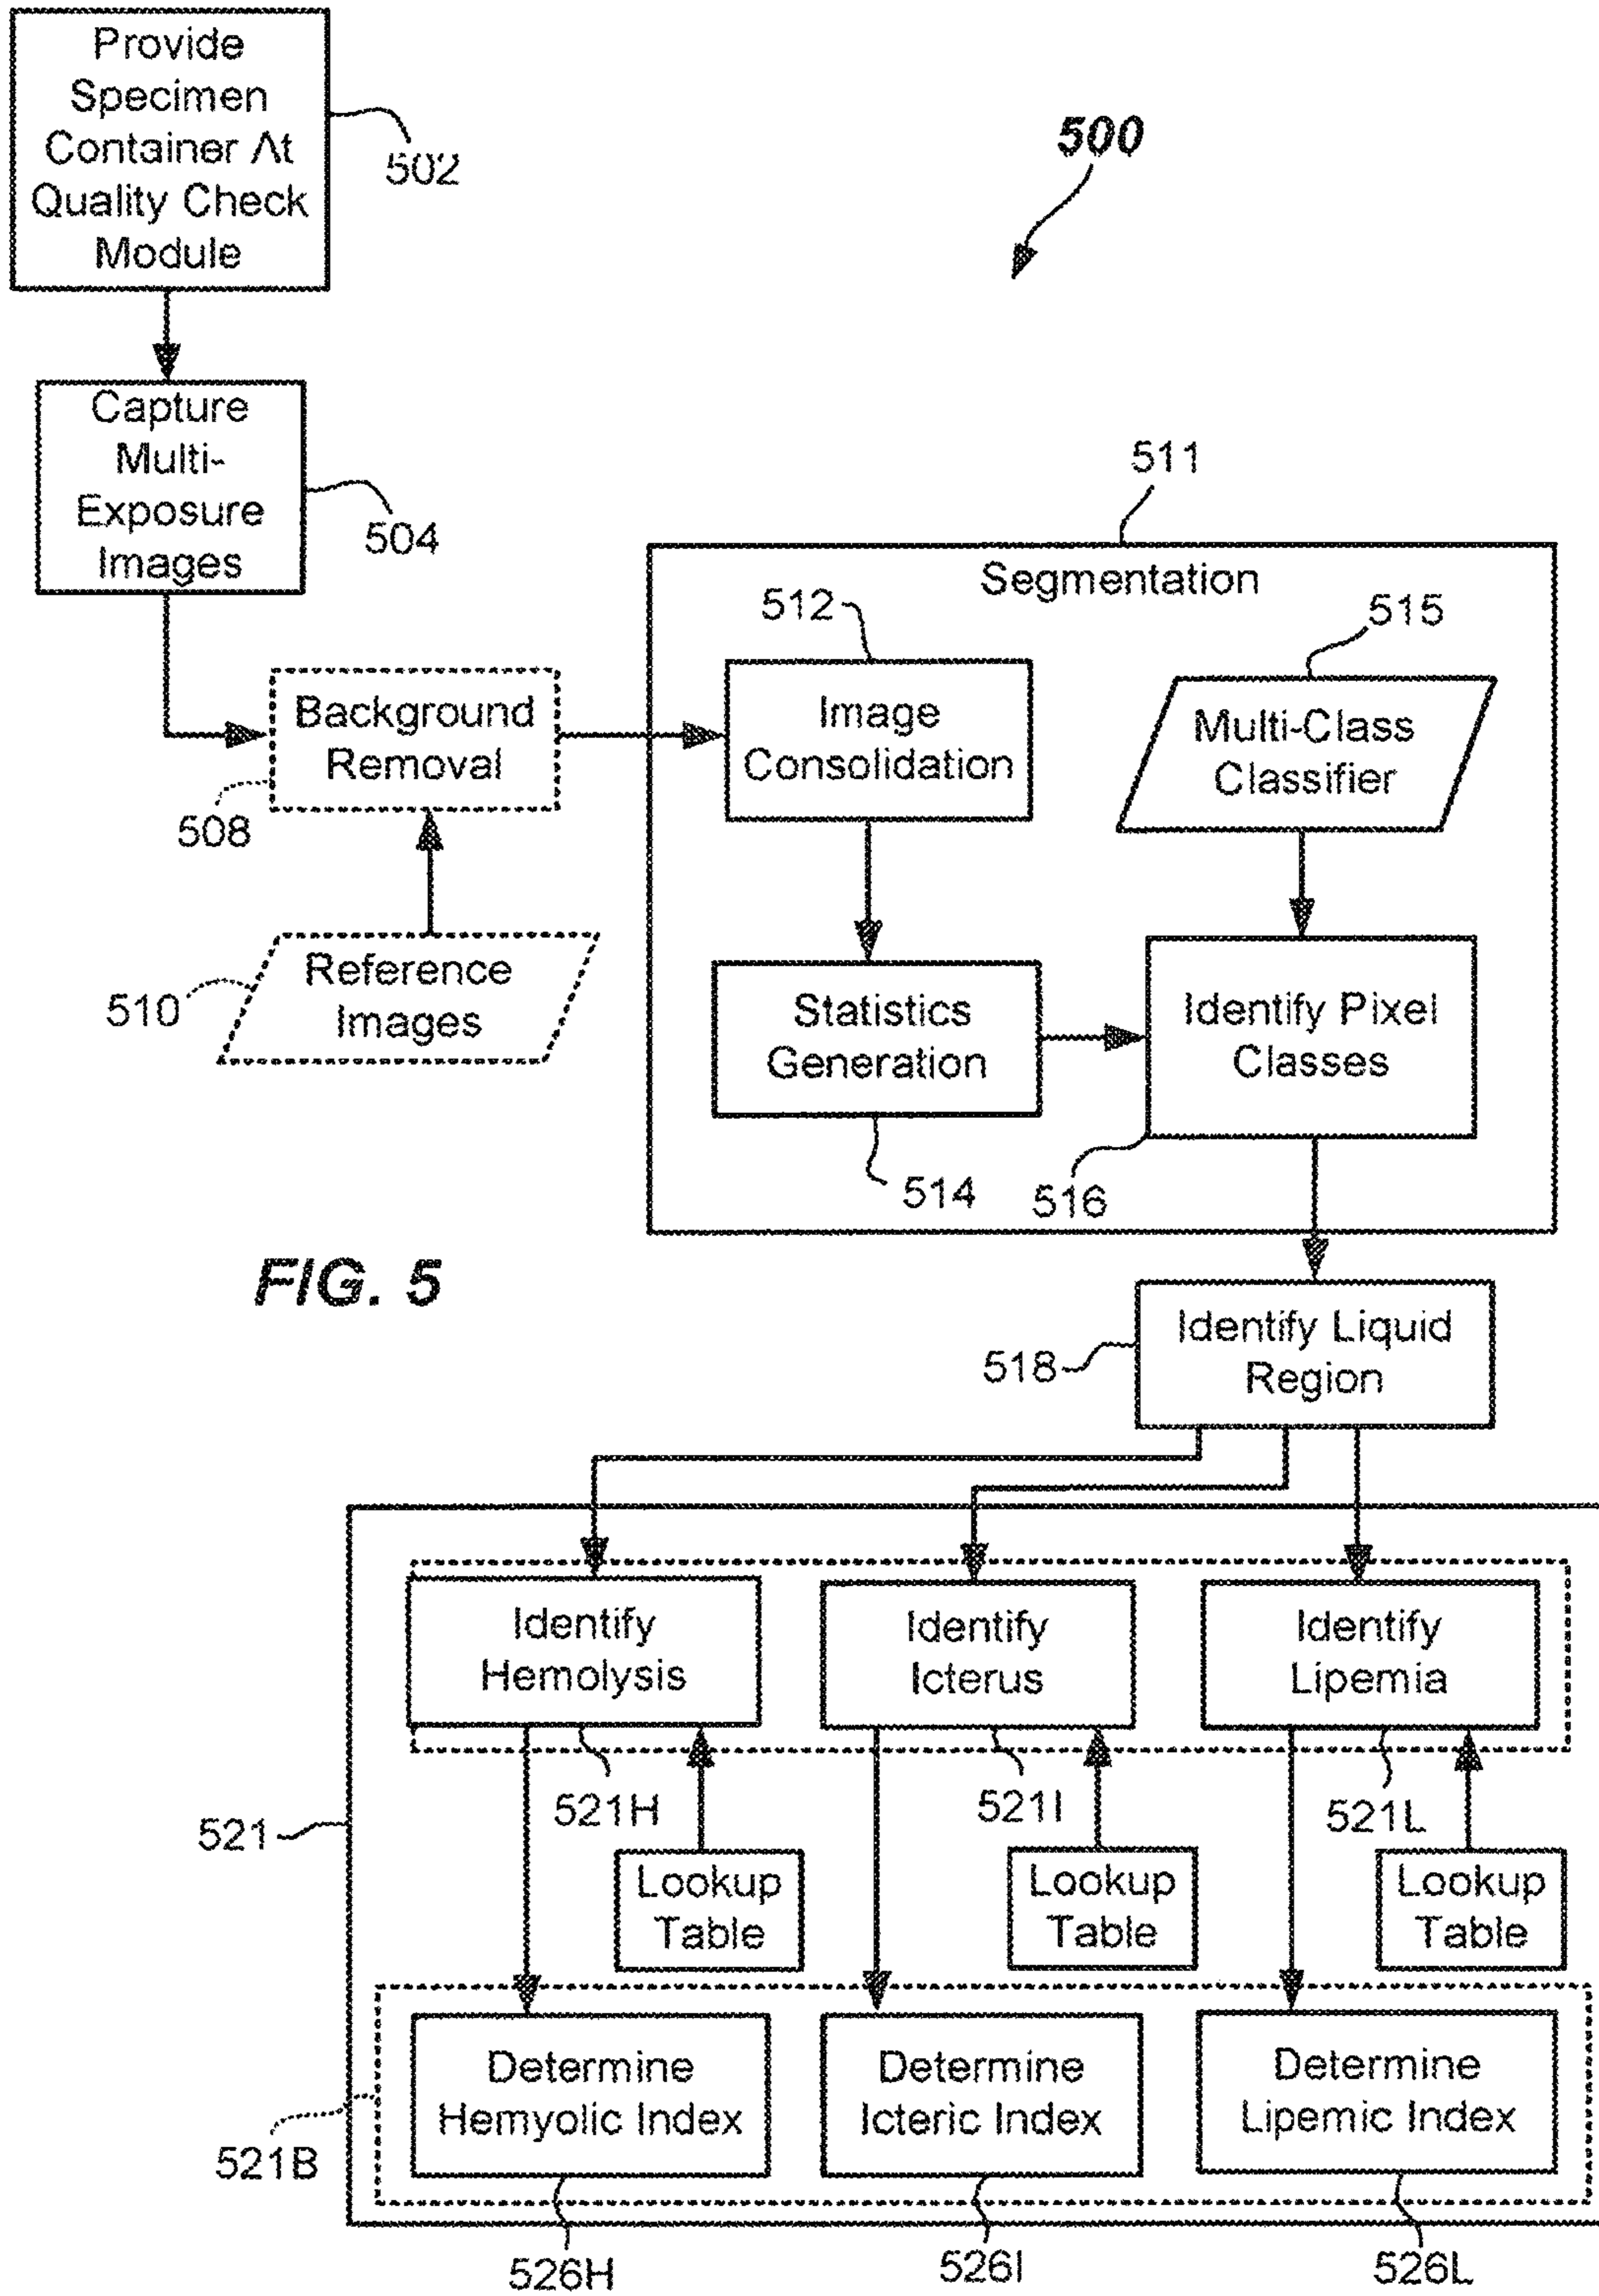 Provide
Specimen
Container At
Quality Check
Module
502
500
Capture
Multi-
Exposure
Images
504
511
Segmentation
512
515
Background
Removal
508
Image
Consolidation
Multi-Class
Classifier
Reference
Images
510
Statistics
Generation
Identify Pixel
Classes
514
516
FIG. 5
Identify Liquid
Region
518
Identify
Hemolysis
Identify
Icterus
Identify
Lipemia
521
521H
521I
521L
Lookup
Table
Lookup
Table
Lookup
Table
Determine
Hemyolic Index
Determine
Icteric Index
Determine
Lipemic Index
521B
526H
526I
526L